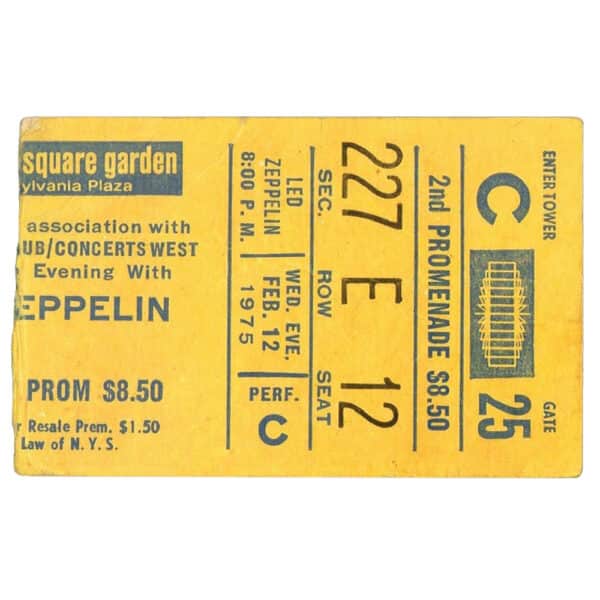 square garden
ylvania Plaza
association with
UB/CONCERTS WEST
Evening With
EPPELIN
PROM $8.50
r Resale Prem. $1.50
Law of N.Y.S.
LED
ZEPPELIN
8:00 P.M.
WED. EVE.
FEB. 12
1975
PERF.
C
SEC. 227
ROW E
SEAT 12
2nd PROMENADE $8.50
ENTER TOWER
C
GATE
25